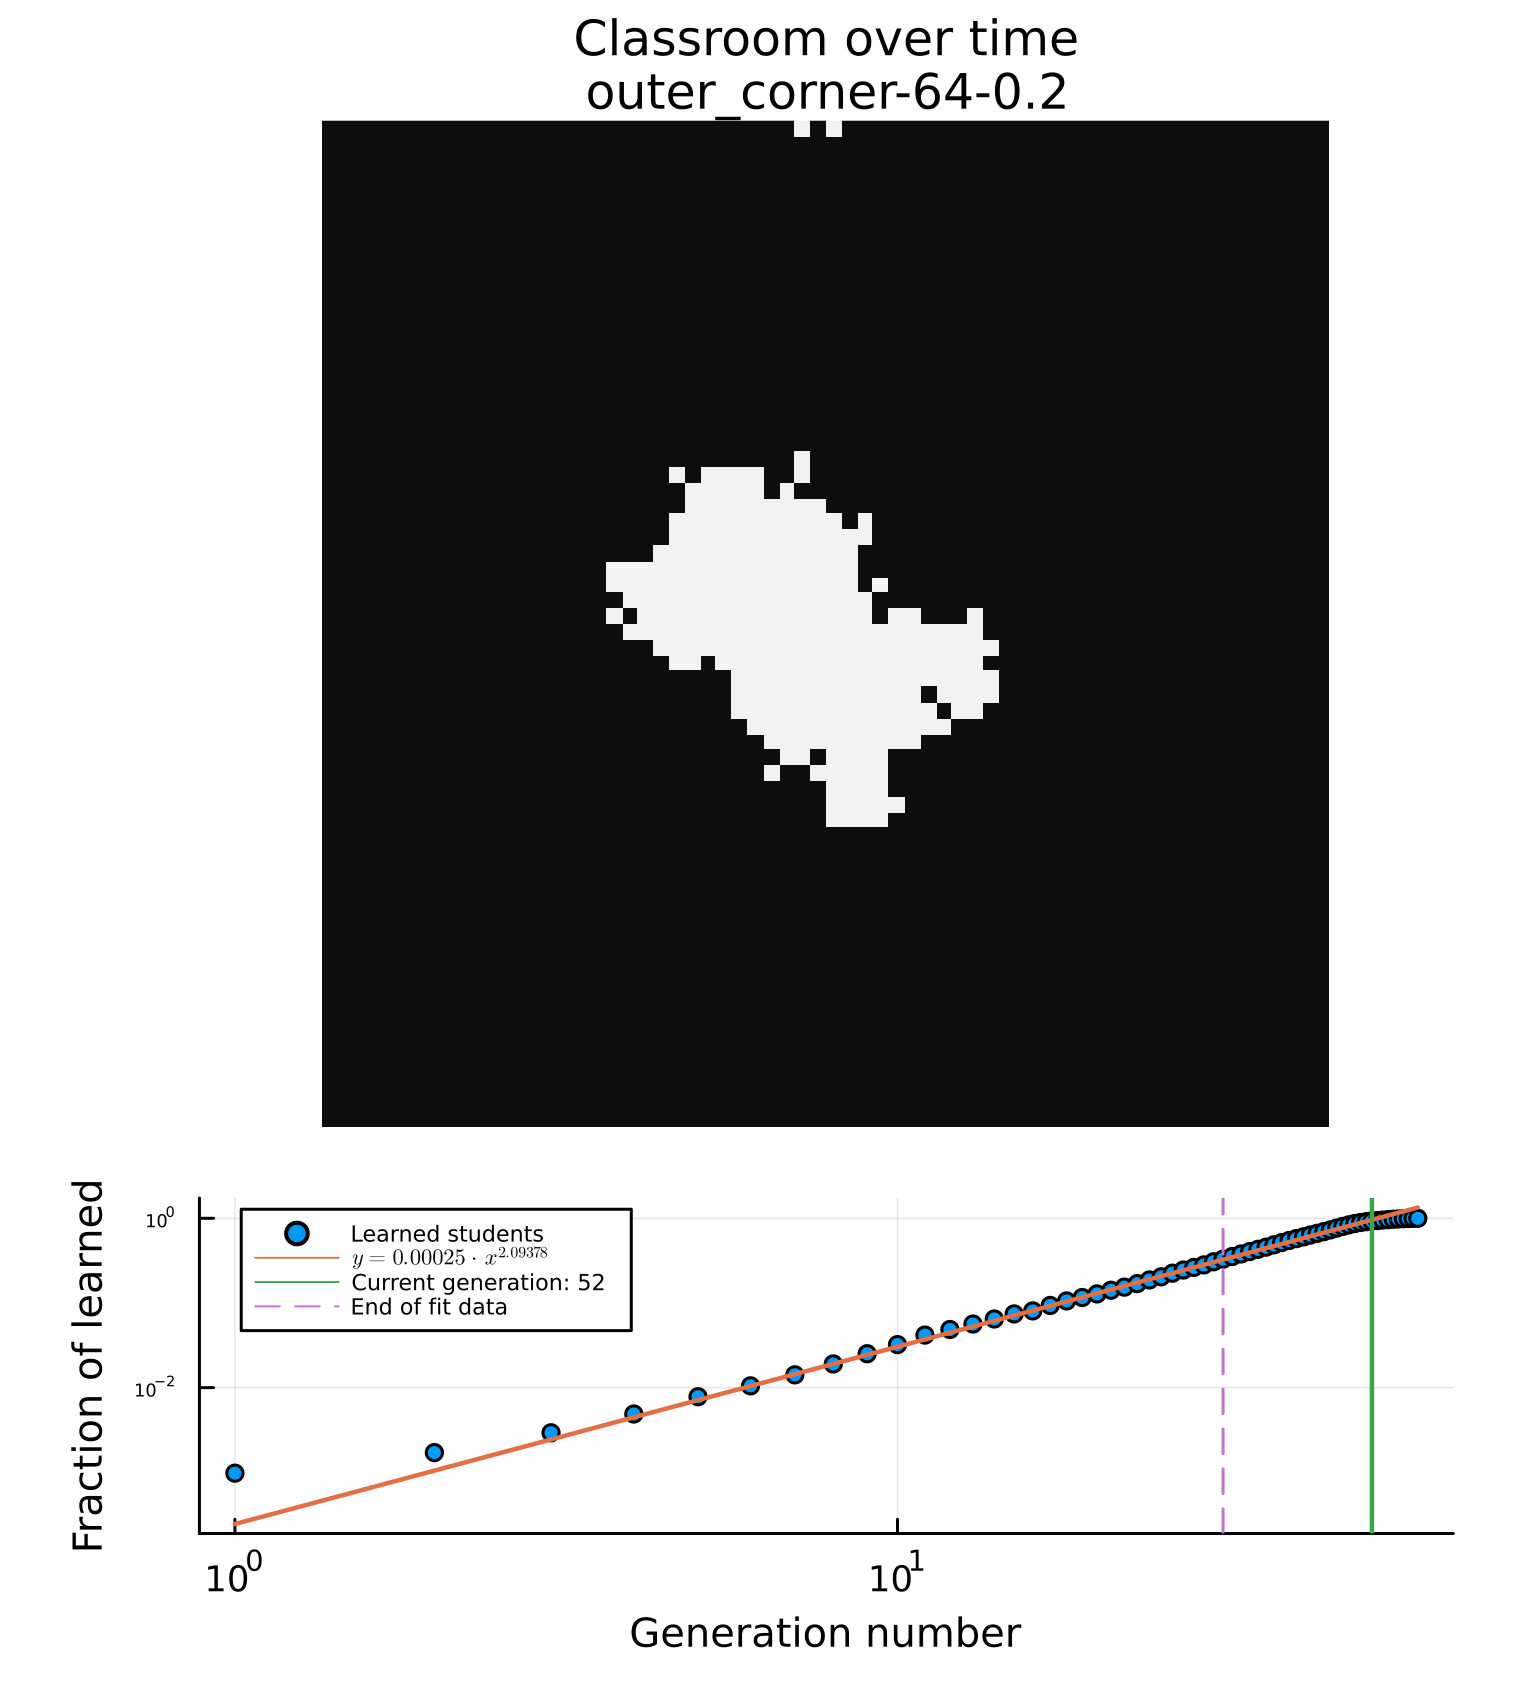 Classroom over time
outer_corner-64-0.2
Fraction of learned
10^0
10^-2
Learned students
y = 0.00025 · x^2.09378
Current generation: 52
End of fit data
10^0
10^1
Generation number